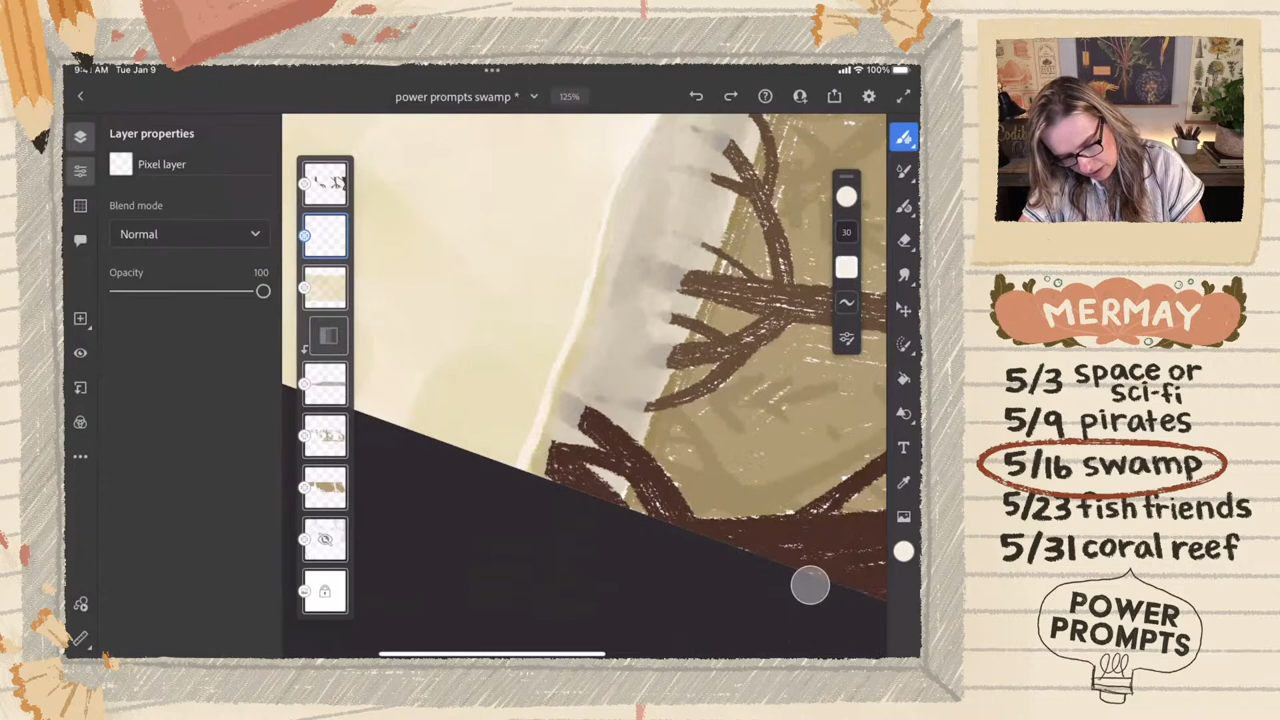 9:41 AM Tue Jan 9
100%
power prompts swamp *
125%
Layer properties
Pixel layer
Blend mode
Normal
Opacity 100
30
T
MERMAY
5/3 space or
sci-fi
5/9 pirates
5/16 swamp
5/23 fish friends
5/31 coral reef
POWER
PROMPTS